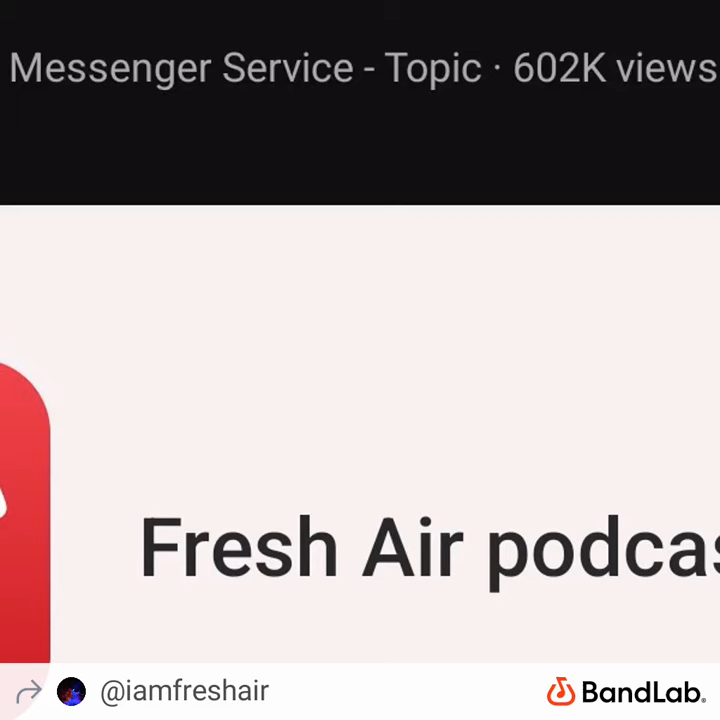 Messenger Service - Topic · 602K views
Fresh Air podcas
@iamfreshair
BandLab.